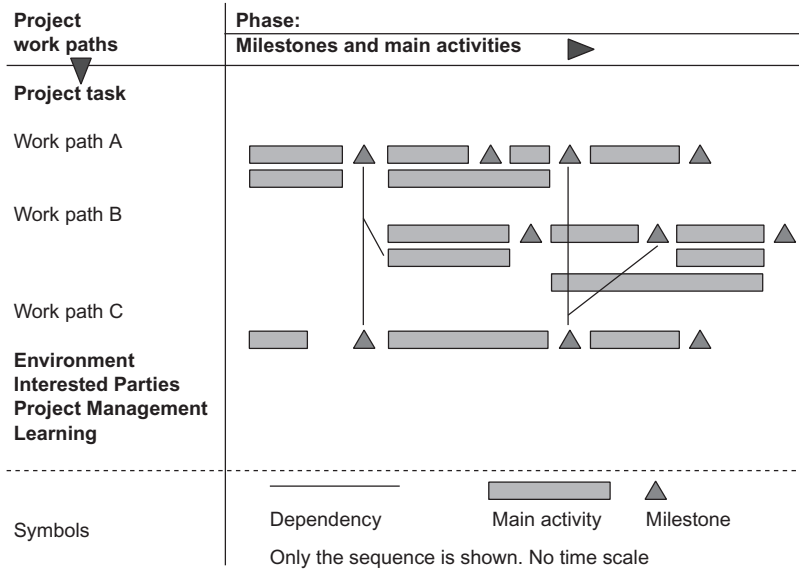 Project
work paths
Phase:
Milestones and main activities
Project task
Work path A
Work path B
Work path C
Environment
Interested Parties
Project Management
Learning
Symbols
Dependency
Main activity
Milestone
Only the sequence is shown. No time scale